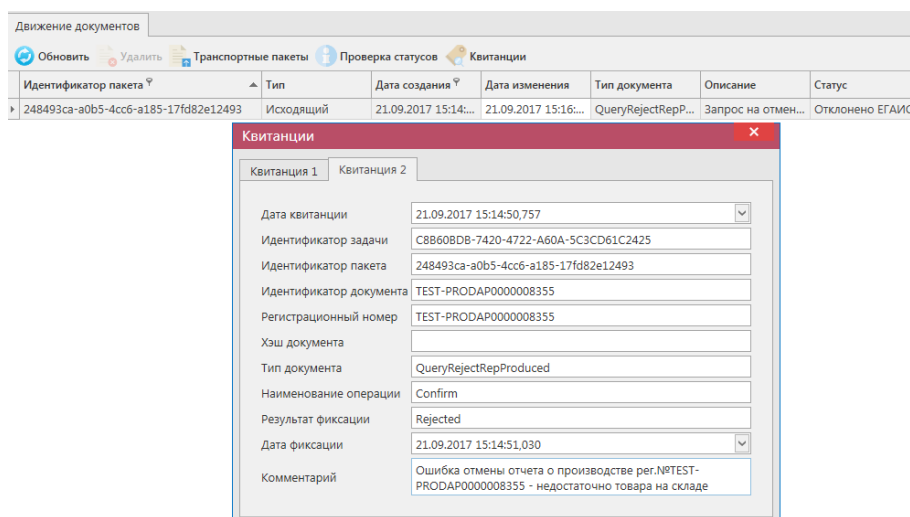 Движение документов
Обновить Удалить Транспортные пакеты Проверка статусов Квитанции
Идентификатор пакета Тип Дата создания Дата изменения Тип документа Описание Статус
248493ca-a0b5-4cc6-a185-17fd82e12493 Исходящий 21.09.2017 15:14:... 21.09.2017 15:16:... QueryRejectRepP... Запрос на отмен... Отклонено ЕГАИС
Квитанции
Квитанция 1 Квитанция 2
Дата квитанции 21.09.2017 15:14:50,757
Идентификатор задачи C8B60BDB-7420-4722-A60A-5C3CD61C2425
Идентификатор пакета 248493ca-a0b5-4cc6-a185-17fd82e12493
Идентификатор документа TEST-PRODAP0000008355
Регистрационный номер TEST-PRODAP0000008355
Хэш документа
Тип документа QueryRejectRepProduced
Наименование операции Confirm
Результат фиксации Rejected
Дата фиксации 21.09.2017 15:14:51,030
Комментарий Ошибка отмены отчета о производстве рег.№TEST-
PRODAP0000008355 - недостаточно товара на складе